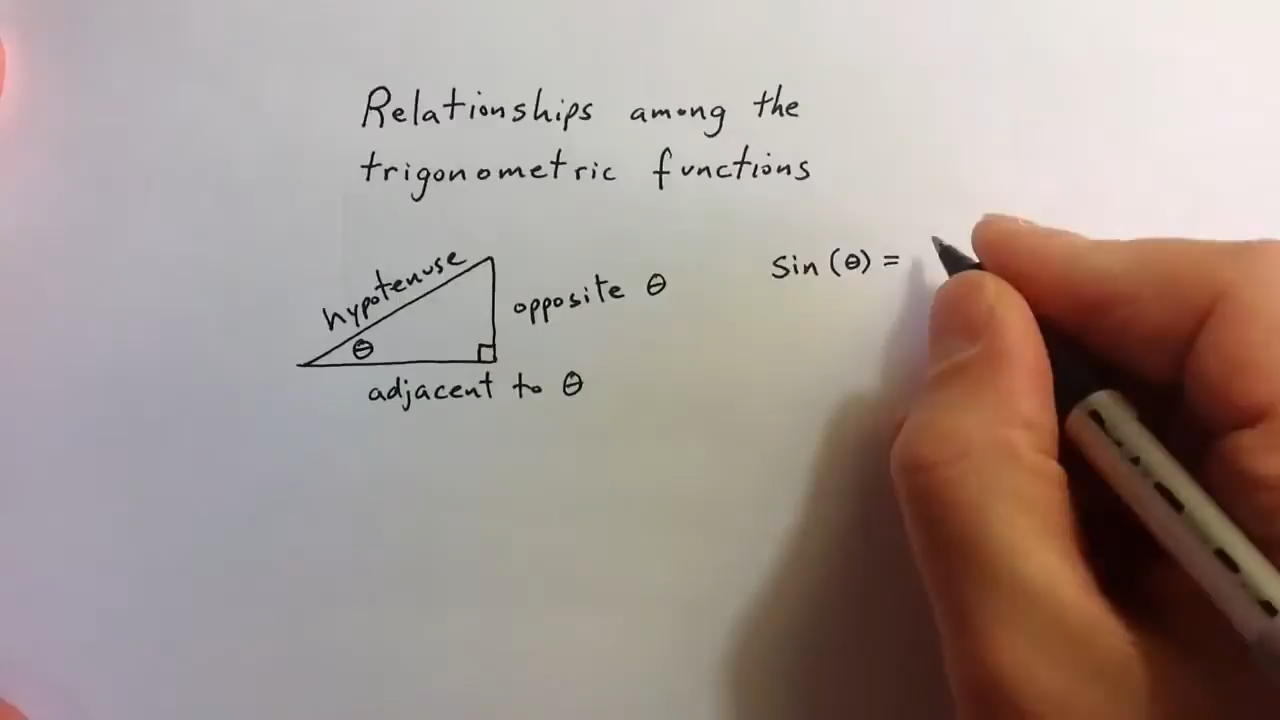 Relationships among the
trigonometric functions
hypotenuse
opposite θ
sin (θ) =
θ
adjacent to θ